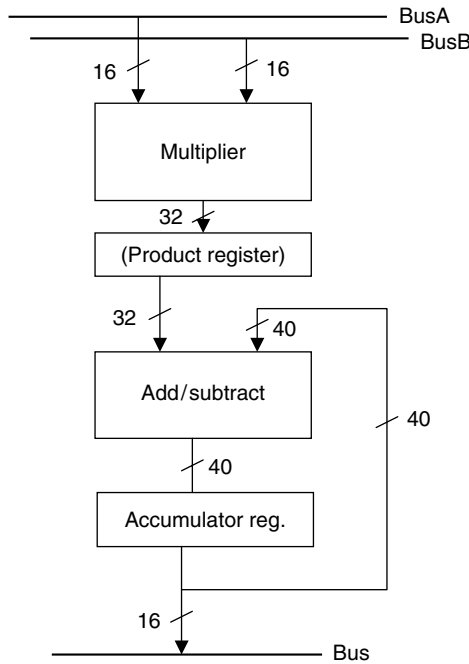 BusA
BusB
16
16
Multiplier
32
(Product register)
32
40
Add/subtract
40
40
Accumulator reg.
16
Bus